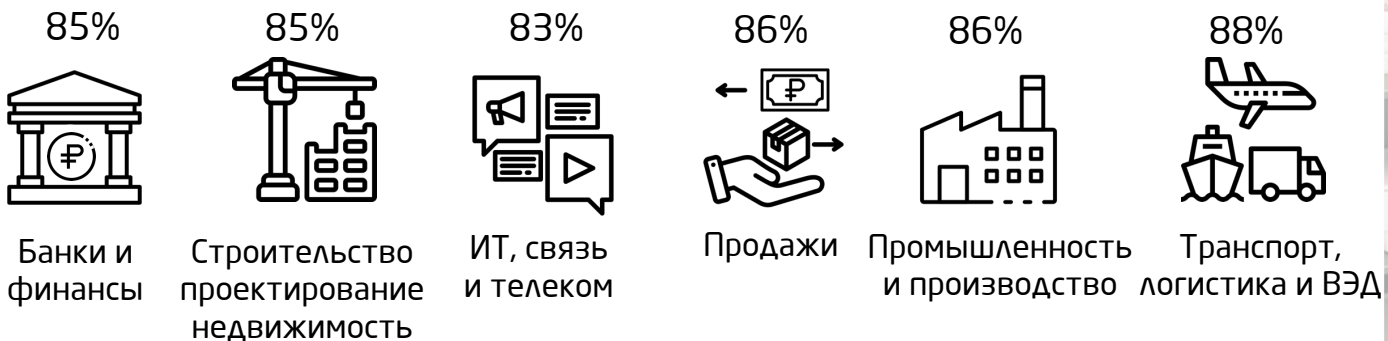 85%
85%
83%
86%
86%
88%
Банки и
финансы
Строительство
проектирование
недвижимость
ИТ, связь
и телеком
Продажи
Промышленность
и производство
Транспорт,
логистика и ВЭД